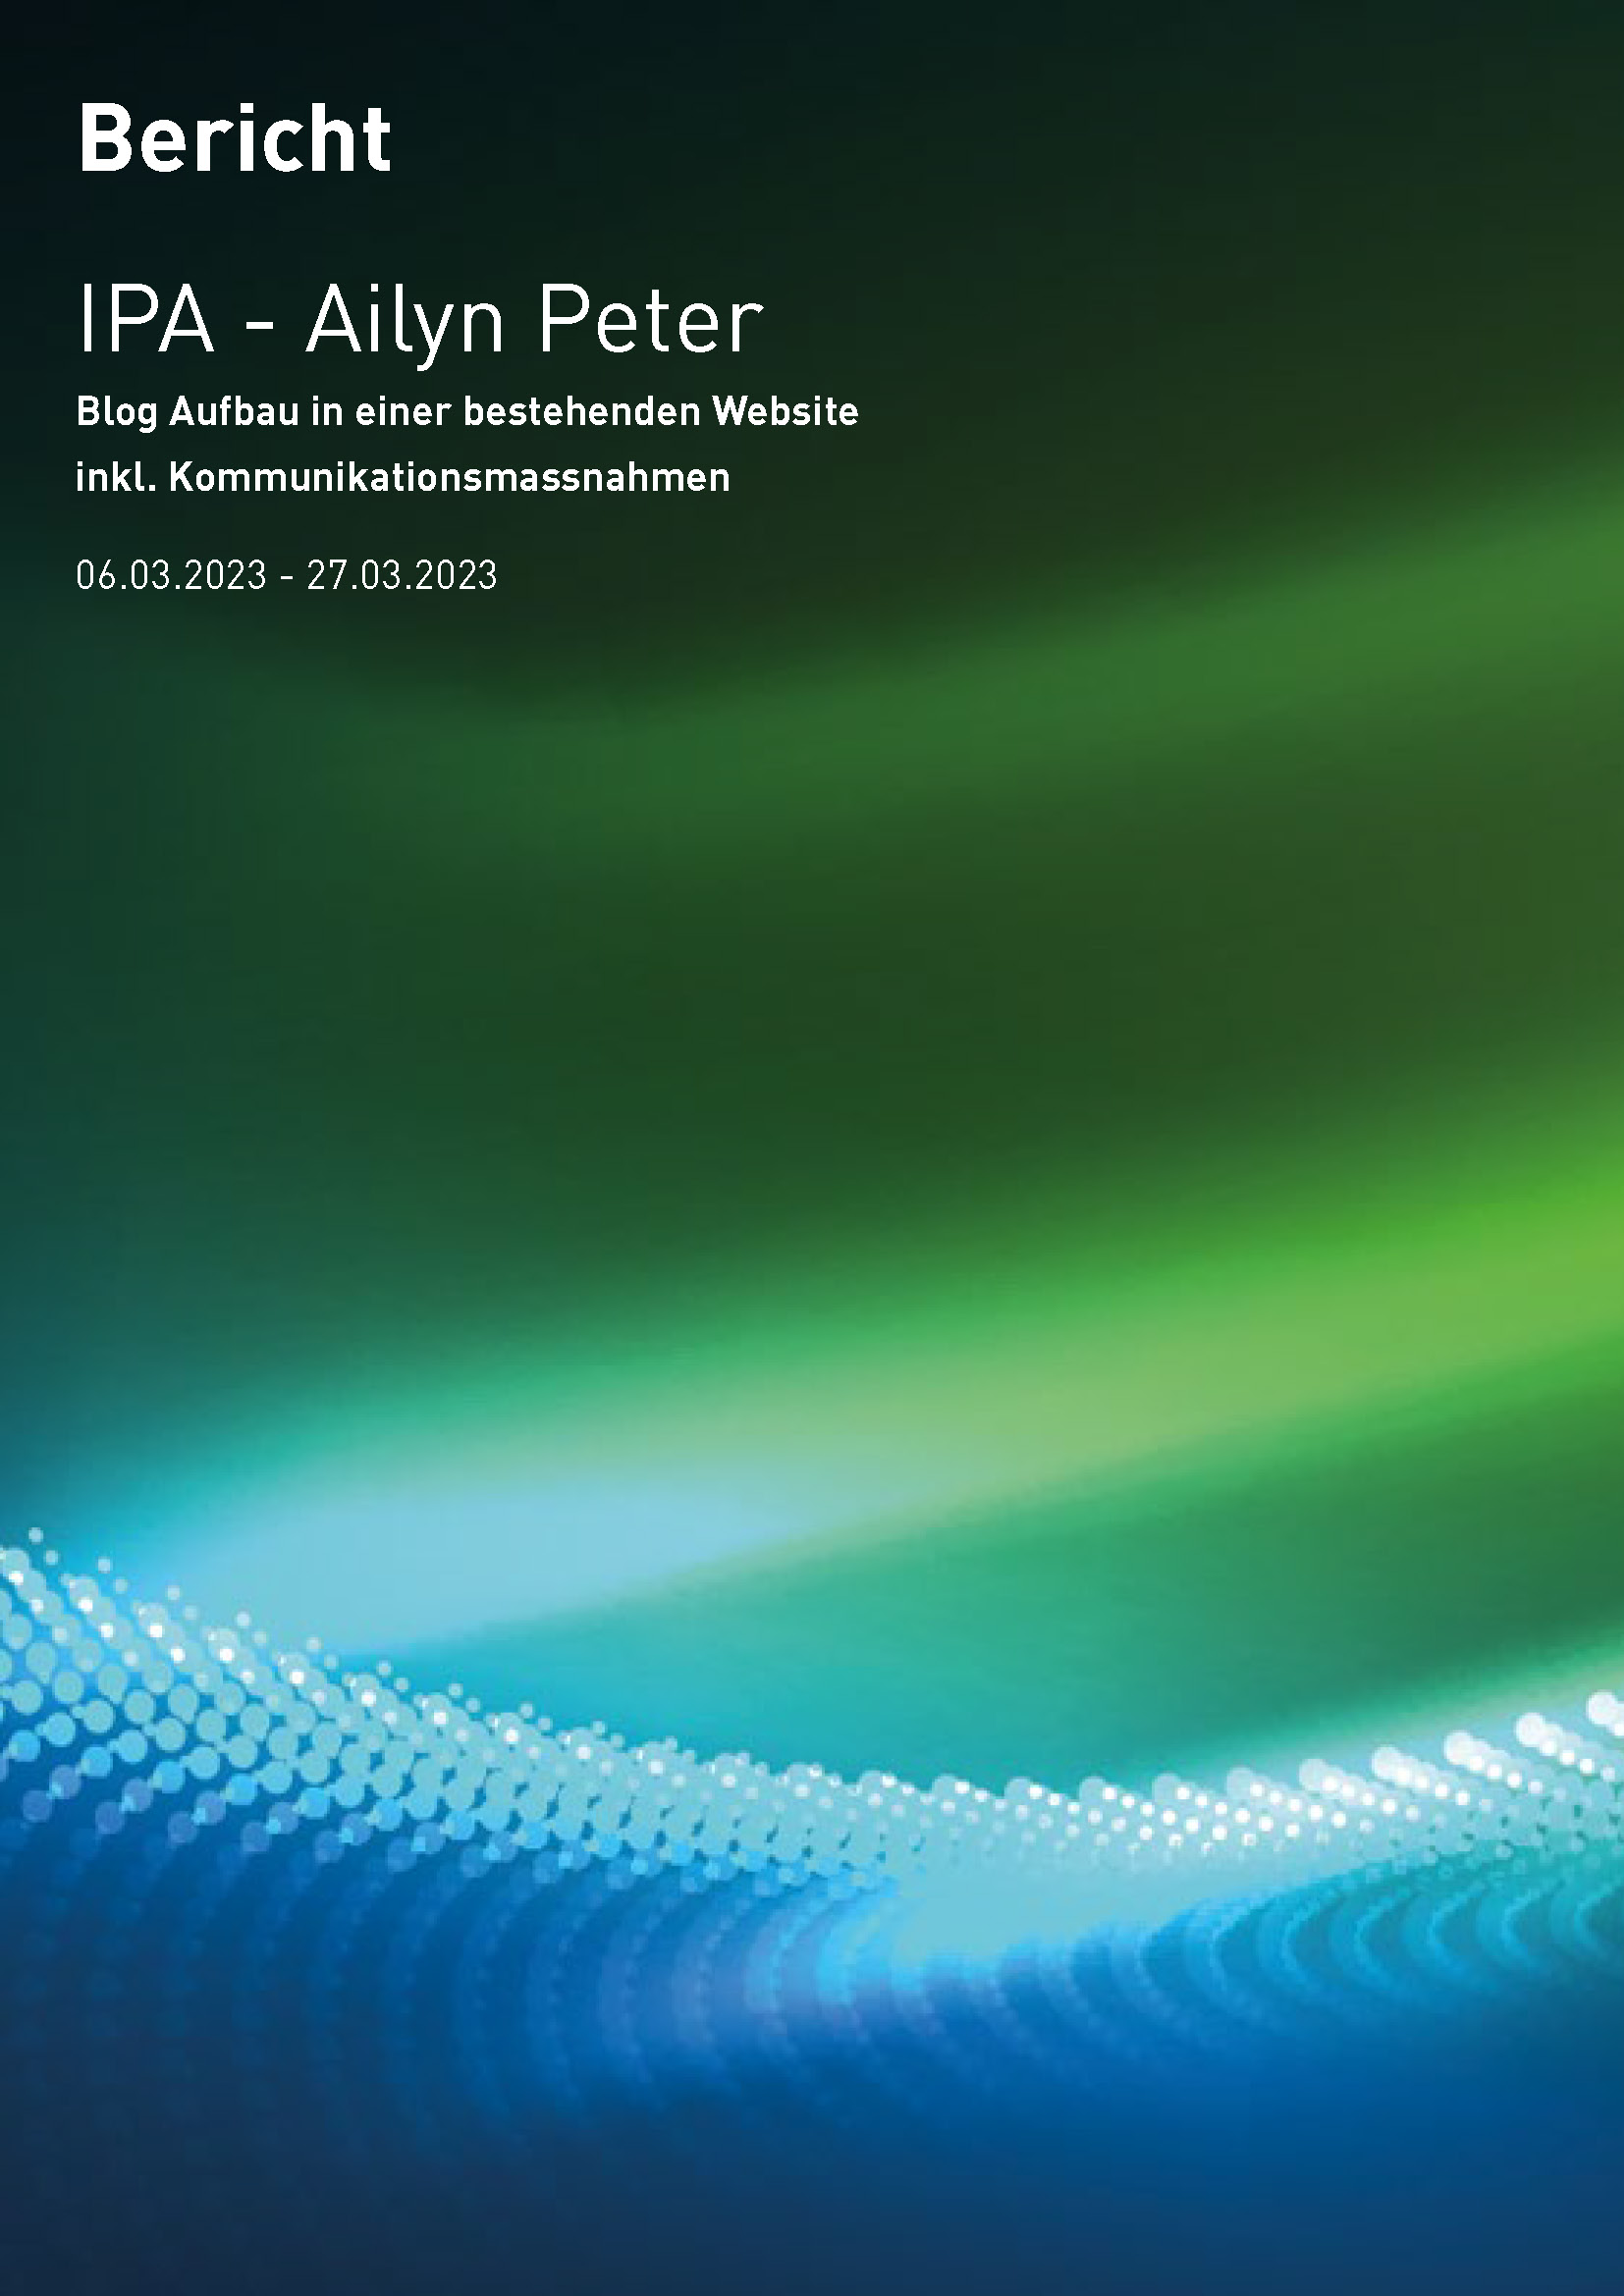 Bericht
IPA - Ailyn Peter
Blog Aufbau in einer bestehenden Website
inkl. Kommunikationsmassnahmen
06.03.2023 - 27.03.2023